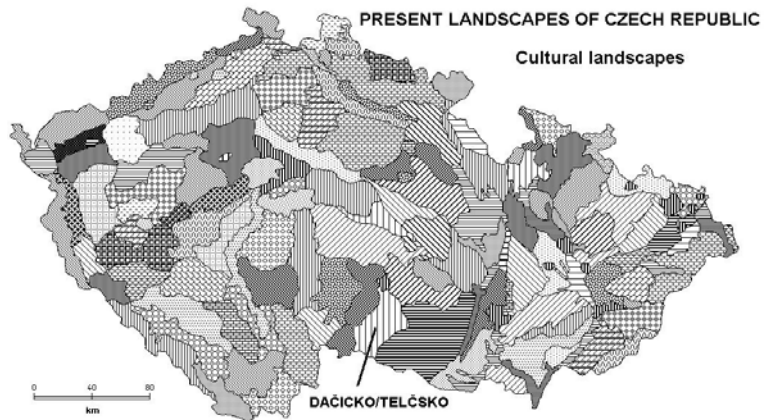 PRESENT LANDSCAPES OF CZECH REPUBLIC
Cultural landscapes
DAČICKO/TELČSKO
0 40 80
km